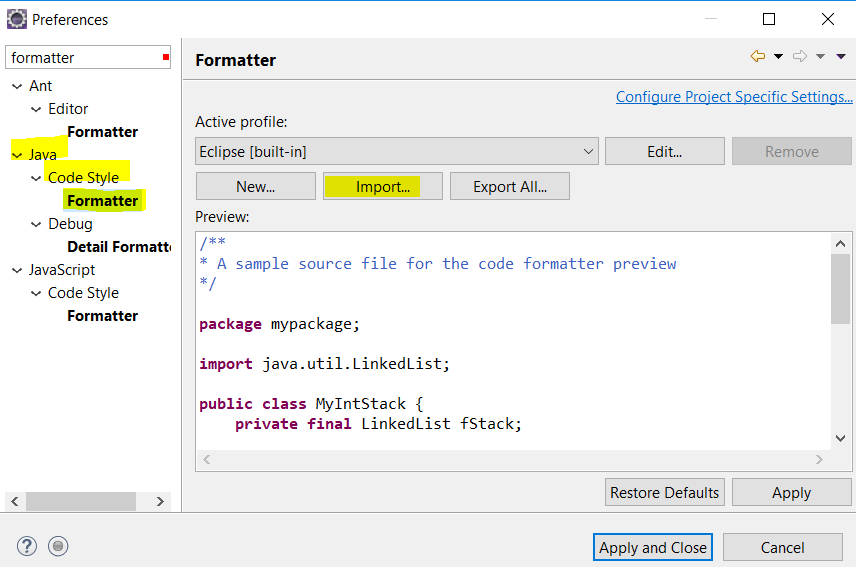 Preferences
formatter
Ant
Editor
Formatter
Java
Code Style
Formatter
Debug
Detail Formatte
JavaScript
Code Style
Formatter
Formatter
Configure Project Specific Settings...
Active profile:
Eclipse [built-in]
Edit...
Remove
New...
Import...
Export All...
Preview:
/**
* A sample source file for the code formatter preview
*/
package mypackage;
import java.util.LinkedList;
public class MyIntStack {
private final LinkedList fStack;
Restore Defaults
Apply
?
Apply and Close
Cancel